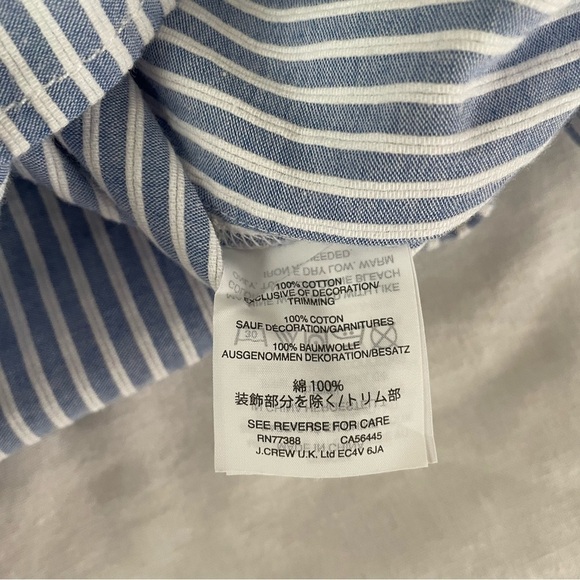 100% COTTON
EXCLUSIVE OF DECORATION/
TRIMMING
100% COTON
SAUF DÉCORATION/GARNITURES
100% BAUMWOLLE
AUSGENOMMEN DEKORATION/BESATZ
綿 100%
装飾部分を除く/トリム部
SEE REVERSE FOR CARE
RN77388 CA56445
J.CREW U.K. Ltd EC4V 6JA